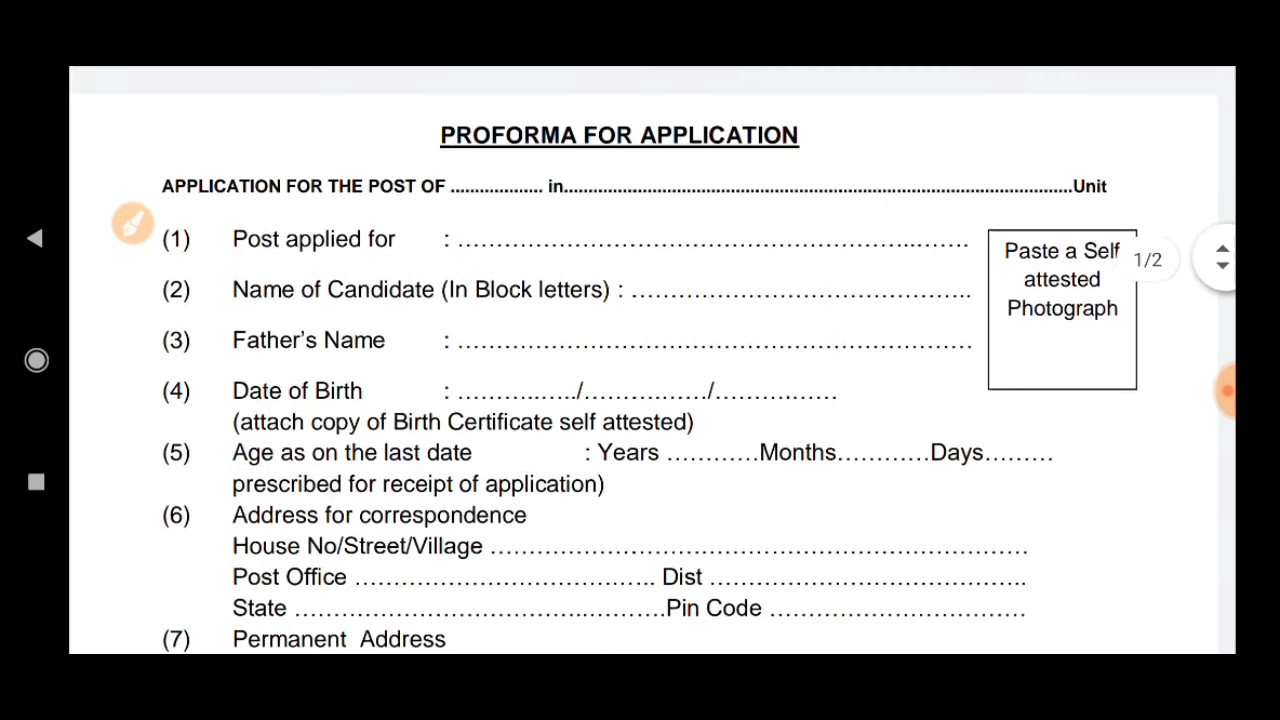 PROFORMA FOR APPLICATION
APPLICATION FOR THE POST OF ................... in........................................................................................................Unit
(1) Post applied for : ……………………………………………………..…….
Paste a Self
attested
Photograph
1/2
(2) Name of Candidate (In Block letters) : ……………………………………………..
(3) Father’s Name : ……………………………………………………………………
(4) Date of Birth : ………..…../………..……/………..……
(attach copy of Birth Certificate self attested)
(5) Age as on the last date : Years …………Months…………Days………
prescribed for receipt of application)
(6) Address for correspondence
House No/Street/Village ………………………………………………………………………
Post Office ……………………………………….. Dist …………………………………………..
State ……………………………………...………..Pin Code …………………………………
(7) Permanent Address